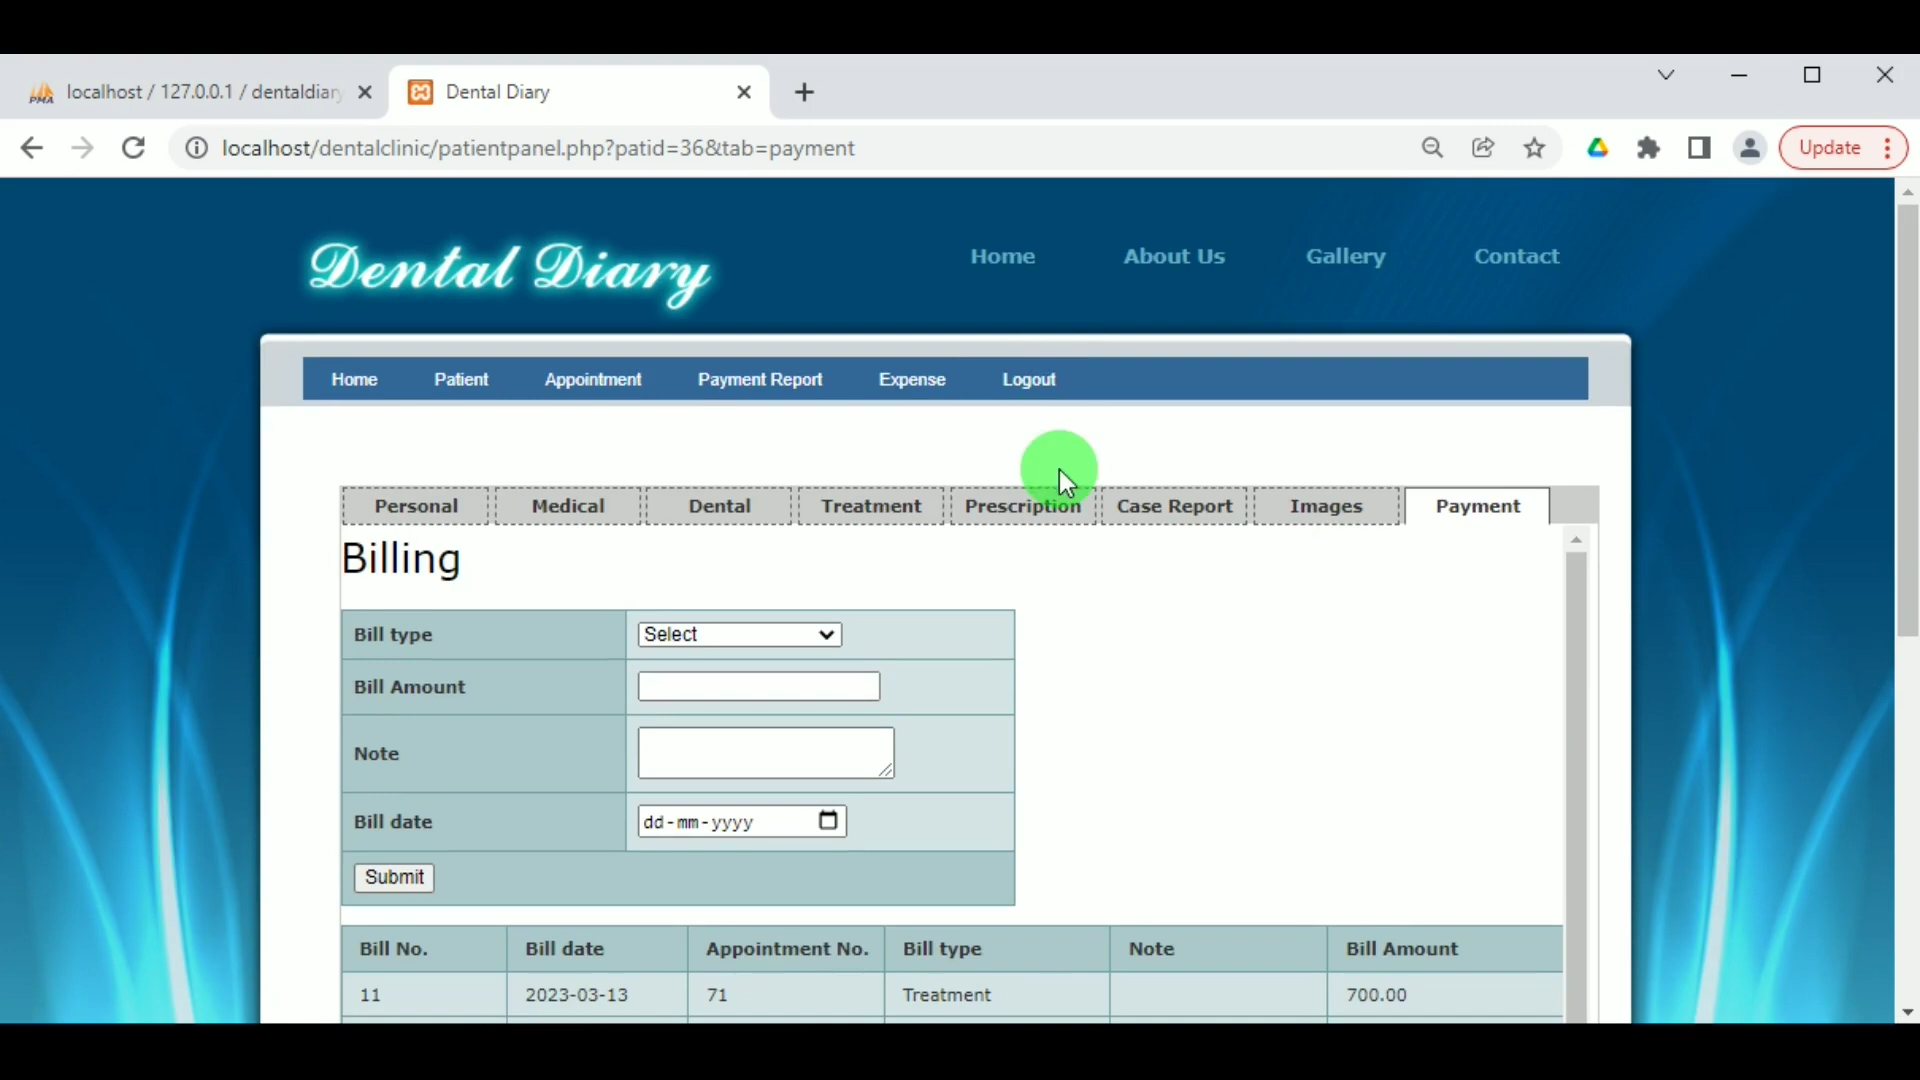 localhost / 127.0.0.1 / dentaldiary
Dental Diary
localhost/dentalclinic/patientpanel.php?patid=36&tab=payment
Update
Dental Diary
Home About Us Gallery Contact
Home Patient Appointment Payment Report Expense Logout
Personal Medical Dental Treatment Prescription Case Report Images Payment
Billing
Bill type Select
Bill Amount
Note
Bill date dd-mm-yyyy
Submit
Bill No. Bill date Appointment No. Bill type Note Bill Amount
11 2023-03-13 71 Treatment 700.00